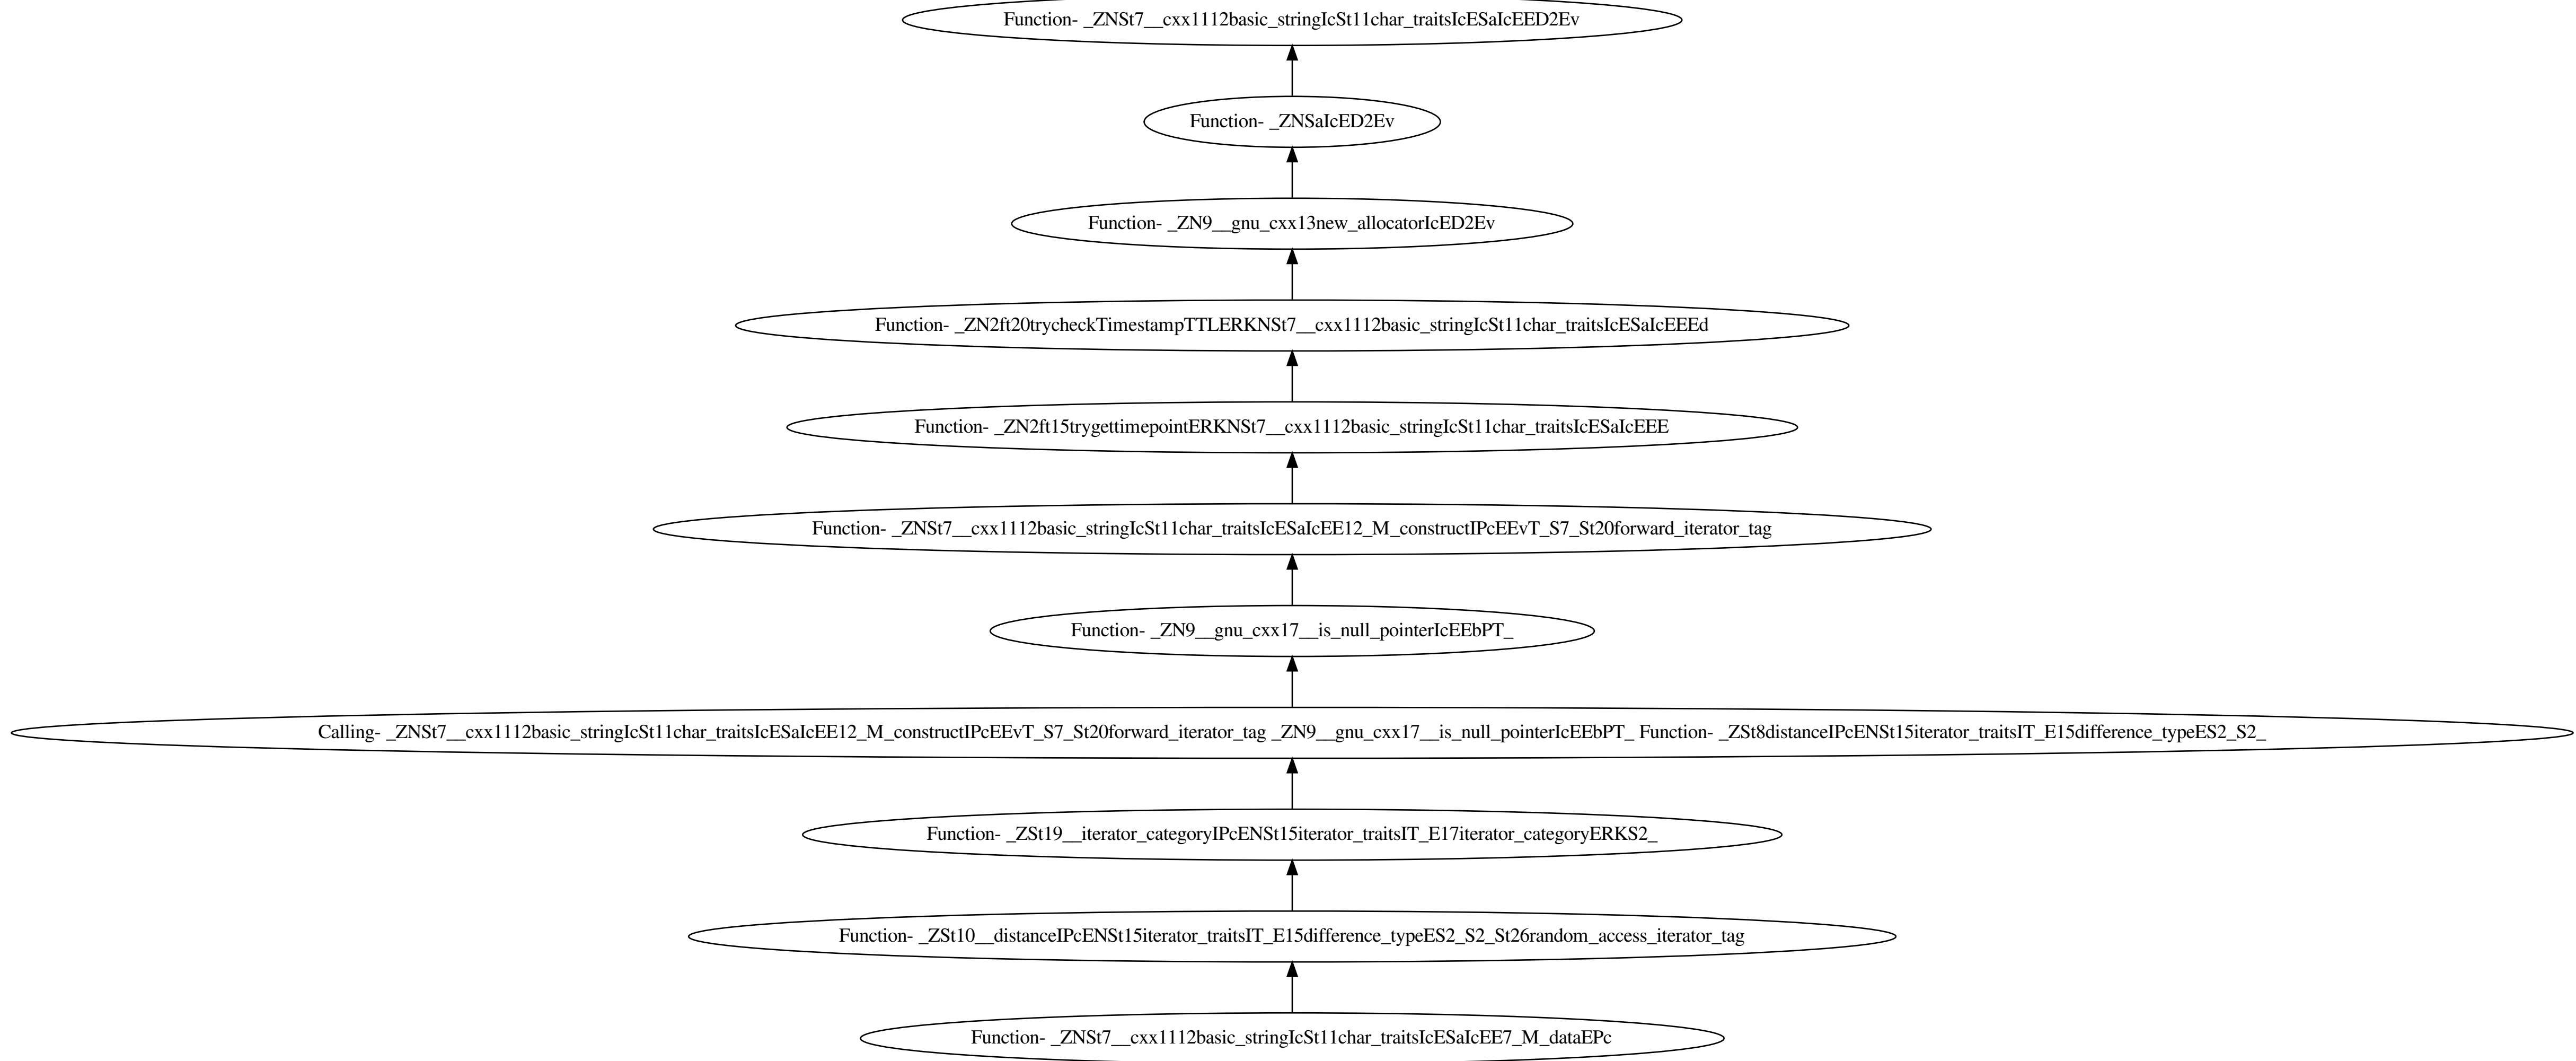 Function- _ZNSt7__cxx1112basic_stringIcSt11char_traitsIcESaIcEED2Ev
Function- _ZNSaIcED2Ev
Function- _ZN9__gnu_cxx13new_allocatorIcED2Ev
Function- _ZN2ft20trycheckTimestampTTLERKNSt7__cxx1112basic_stringIcSt11char_traitsIcESaIcEEEd
Function- _ZN2ft15trygettimepointERKNSt7__cxx1112basic_stringIcSt11char_traitsIcESaIcEEE
Function- _ZNSt7__cxx1112basic_stringIcSt11char_traitsIcESaIcEE12_M_constructIPcEEvT_S7_St20forward_iterator_tag
Function- _ZN9__gnu_cxx17__is_null_pointerIcEEbPT_
Calling- _ZNSt7__cxx1112basic_stringIcSt11char_traitsIcESaIcEE12_M_constructIPcEEvT_S7_St20forward_iterator_tag _ZN9__gnu_cxx17__is_null_pointerIcEEbPT_ Function- _ZSt8distanceIPcENSt15iterator_traitsIT_E15difference_typeES2_S2_
Function- _ZSt19__iterator_categoryIPcENSt15iterator_traitsIT_E17iterator_categoryERKS2_
Function- _ZSt10__distanceIPcENSt15iterator_traitsIT_E15difference_typeES2_S2_St26random_access_iterator_tag
Function- _ZNSt7__cxx1112basic_stringIcSt11char_traitsIcESaIcEE7_M_dataEPc